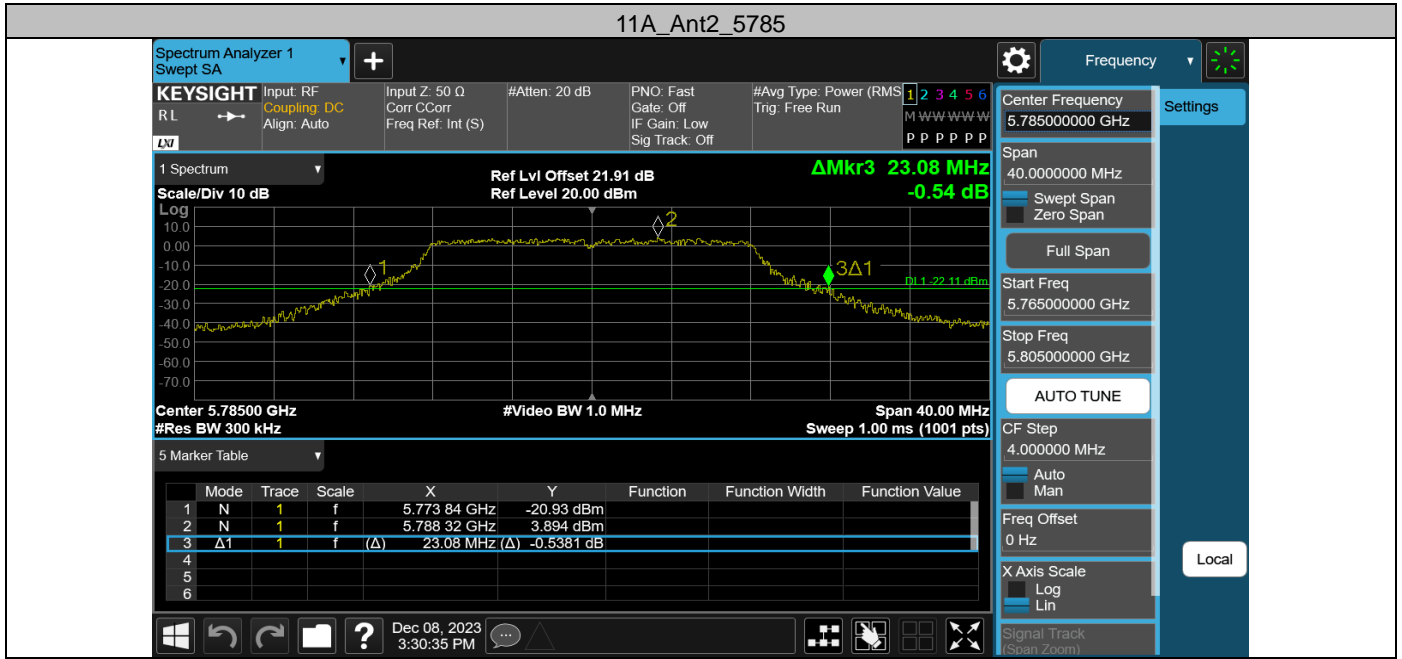 11A_Ant2_5785
Spectrum Analyzer 1
Swept SA
Frequency
KEYSIGHT
RL
LXI
Input: RF
Coupling: DC
Align: Auto
Input Z: 50 Ω
Corr CCorr
Freq Ref: Int (S)
#Atten: 20 dB
PNO: Fast
Gate: Off
IF Gain: Low
Sig Track: Off
#Avg Type: Power (RMS
Trig: Free Run
1 2 3 4 5 6
M W W W W W
P P P P P P
1 Spectrum
Scale/Div 10 dB
Ref Lvl Offset 21.91 dB
Ref Level 20.00 dBm
ΔMkr3 23.08 MHz
-0.54 dB
Log
10.0
0.00
-10.0
-20.0
-30.0
-40.0
-50.0
-60.0
-70.0
1
2
3Δ1
DL1 -22.11 dBm
Center 5.78500 GHz
#Res BW 300 kHz
#Video BW 1.0 MHz
Span 40.00 MHz
Sweep 1.00 ms (1001 pts)
5 Marker Table
Mode Trace Scale X Y Function Function Width Function Value
1 N 1 f 5.773 84 GHz -20.93 dBm
2 N 1 f 5.788 32 GHz 3.894 dBm
3 Δ1 1 f (Δ) 23.08 MHz (Δ) -0.5381 dB
4
5
6
Dec 08, 2023
3:30:35 PM
Center Frequency
5.785000000 GHz
Span
40.0000000 MHz
Swept Span
Zero Span
Full Span
Start Freq
5.765000000 GHz
Stop Freq
5.805000000 GHz
AUTO TUNE
CF Step
4.000000 MHz
Auto
Man
Freq Offset
0 Hz
X Axis Scale
Log
Lin
Signal Track
(Span Zoom)
Settings
Local